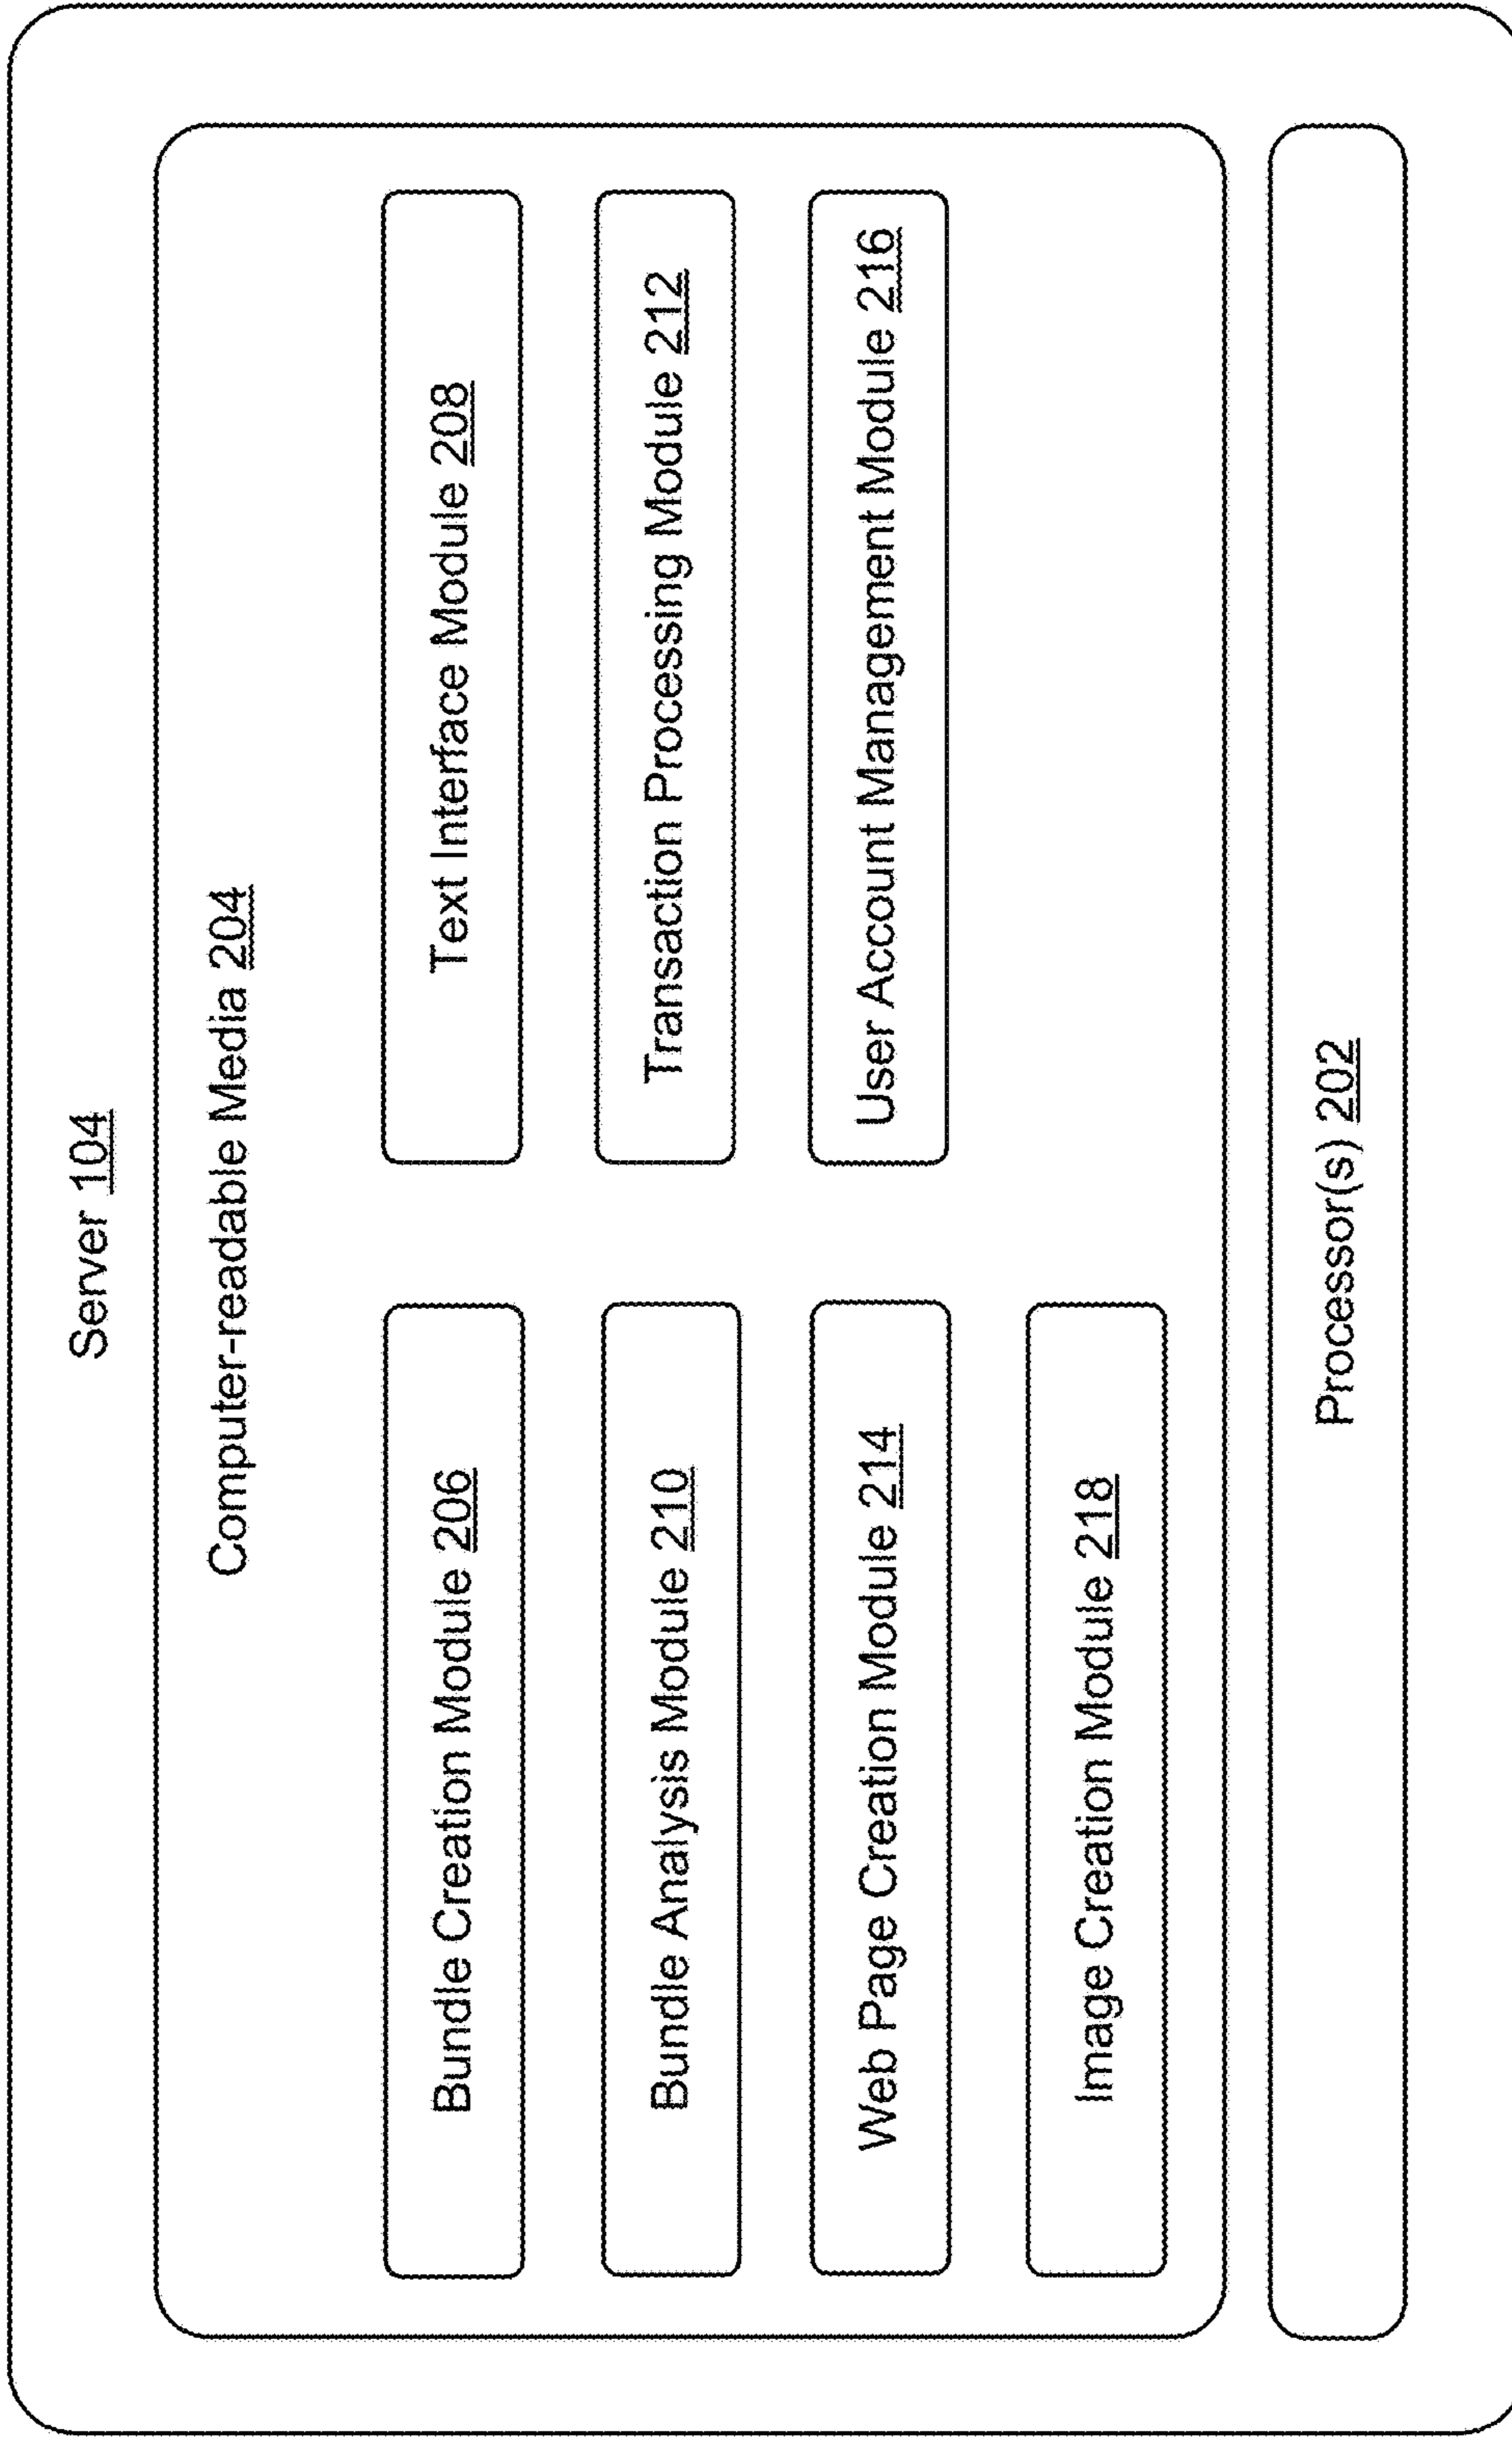 Server 104
Computer-readable Media 204
Bundle Creation Module 206
Text Interface Module 208
Bundle Analysis Module 210
Transaction Processing Module 212
Web Page Creation Module 214
User Account Management Module 216
Image Creation Module 218
Processor(s) 202